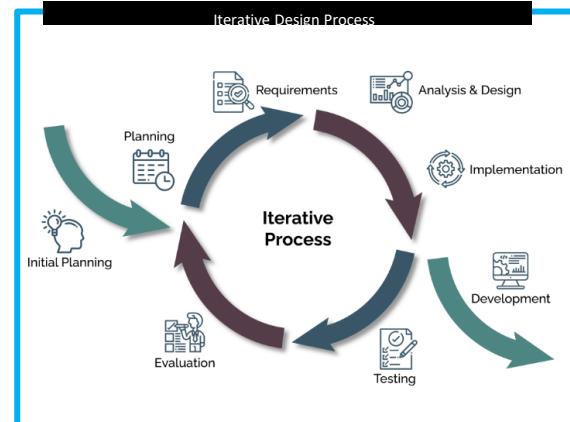 Iterative Design Process
Requirements
Analysis & Design
Planning
Implementation
Iterative
Process
Initial Planning
Development
Evaluation
Testing